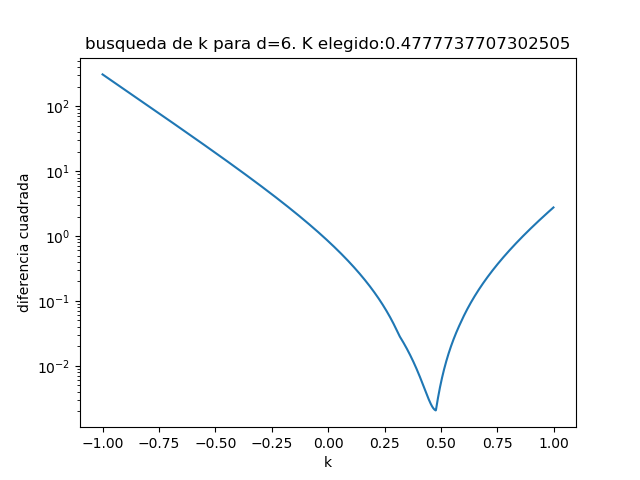 busqueda de k para d=6. K elegido:0.4777737707302505
diferencia cuadrada
10²
10¹
10⁰
10⁻¹
10⁻²
−1.00 −0.75 −0.50 −0.25 0.00 0.25 0.50 0.75 1.00
k